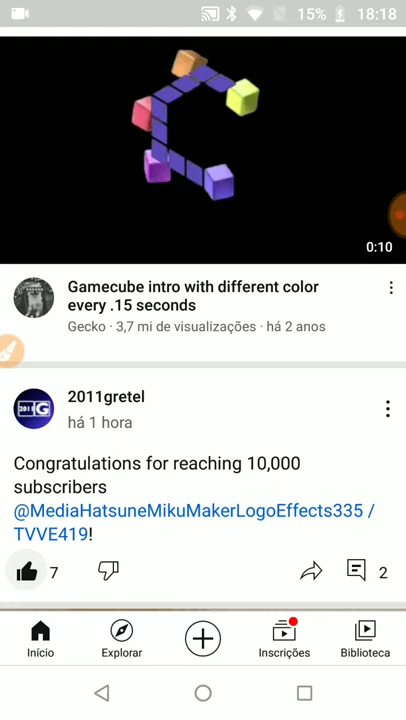 15% 18:18
0:10
Gamecube intro with different color
every .15 seconds
Gecko · 3,7 mi de visualizações · há 2 anos
2011G
2011gretel
há 1 hora
Congratulations for reaching 10,000
subscribers
@MediaHatsuneMikuMakerLogoEffects335 /
TVVE419!
7 2
Início Explorar Inscrições Biblioteca